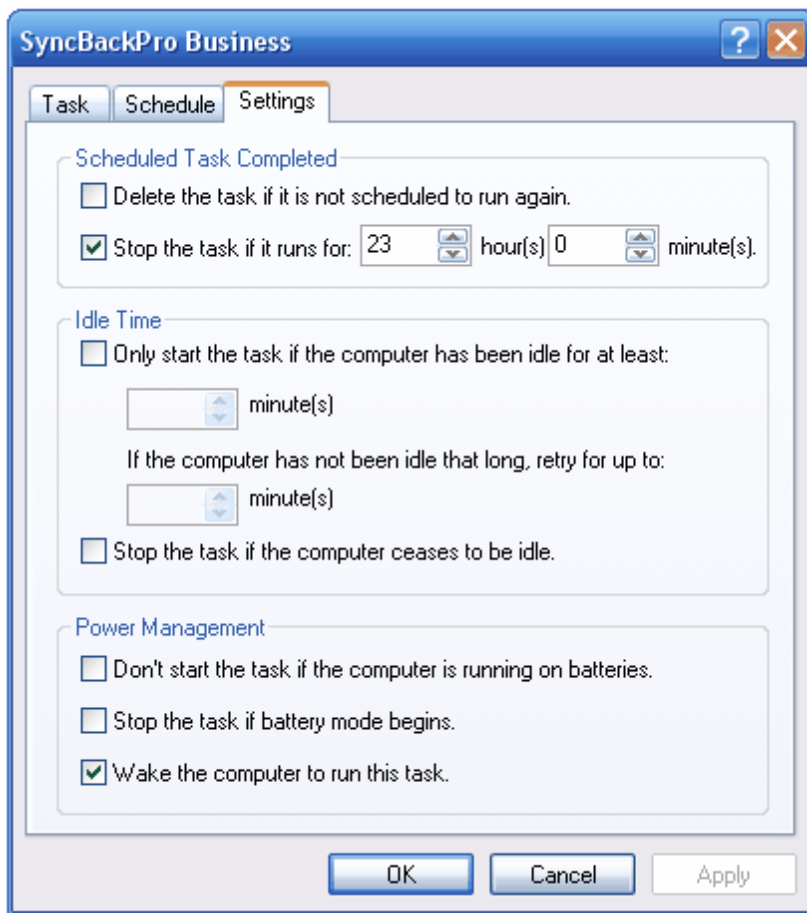 SyncBackPro Business
Task Schedule Settings
Scheduled Task Completed
Delete the task if it is not scheduled to run again.
Stop the task if it runs for: 23 hour(s) 0 minute(s).
Idle Time
Only start the task if the computer has been idle for at least:
minute(s)
If the computer has not been idle that long, retry for up to:
minute(s)
Stop the task if the computer ceases to be idle.
Power Management
Don't start the task if the computer is running on batteries.
Stop the task if battery mode begins.
Wake the computer to run this task.
OK Cancel Apply